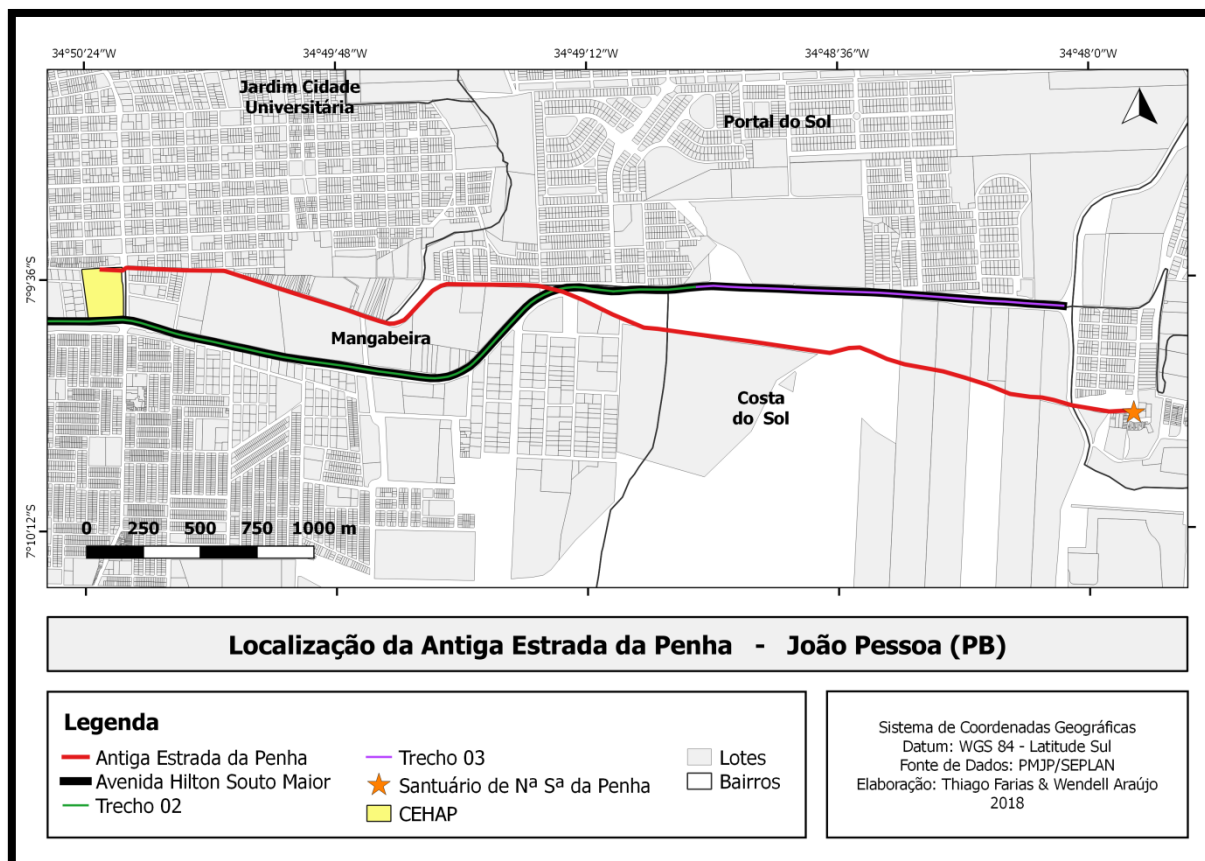 34°50′24″W 34°49′48″W 34°49′12″W 34°48′36″W 34°48′0″W
Jardim Cidade
Universitária
Portal do Sol
7°9′36″S
Mangabeira
Costa
do Sol
7°10′12″S
0 250 500 750 1000 m
Localização da Antiga Estrada da Penha - João Pessoa (PB)
Legenda
Antiga Estrada da Penha
Avenida Hilton Souto Maior
Trecho 02
Trecho 03
Santuário de Nª Sª da Penha
CEHAP
Lotes
Bairros
Sistema de Coordenadas Geográficas
Datum: WGS 84 - Latitude Sul
Fonte de Dados: PMJP/SEPLAN
Elaboração: Thiago Farias & Wendell Araújo
2018